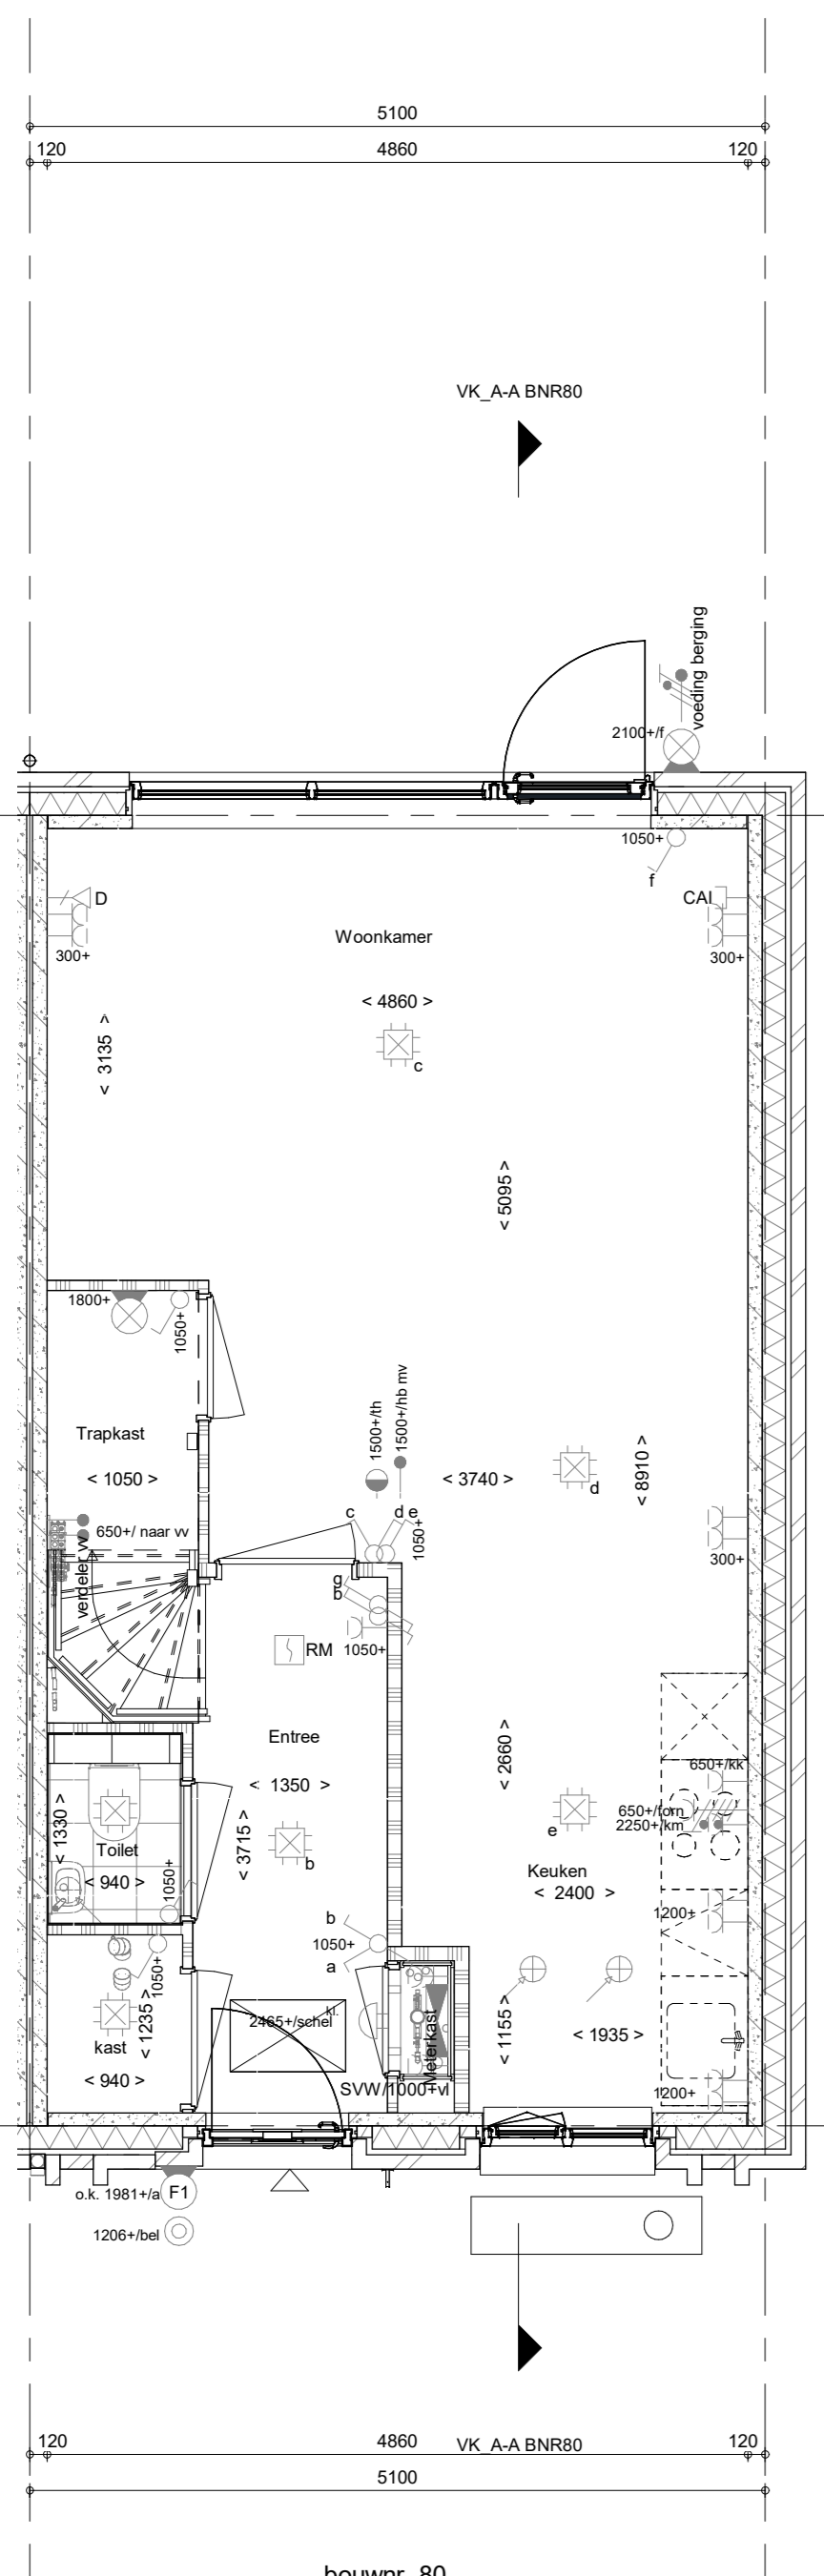 5100
120 4860 120
VK_A-A BNR80
voeding berging
2100+/f
1050+
f
D
CAI
300+
300+
Woonkamer
< 4860 >
< 3135 >
c
< 5095 >
1800+
1050+
Trapkast
< 1050 >
1500+/th
1500+/hb mv
< 3740 >
d
< 8910 >
c d e
1050+
650+/ naar vv
verdeler vv
300+
g
b
1050+
RM
Entree
< 1350 >
< 3715 >
b
< 2660 >
650+/kk
650+/forn
2250+/km
e
Keuken
< 2400 >
< 1330 >
Toilet
< 940 >
1050+
1200+
b
1050+
a
1050+
< 1235 >
kast
< 940 >
kl.
2465+/schel
Meterkast
SVW/1000+vl
< 1155 >
< 1935 >
1200+
o.k. 1981+/a
F1
1206+/bel
120 4860 120
VK_A-A BNR80
5100
bouwnr. 80